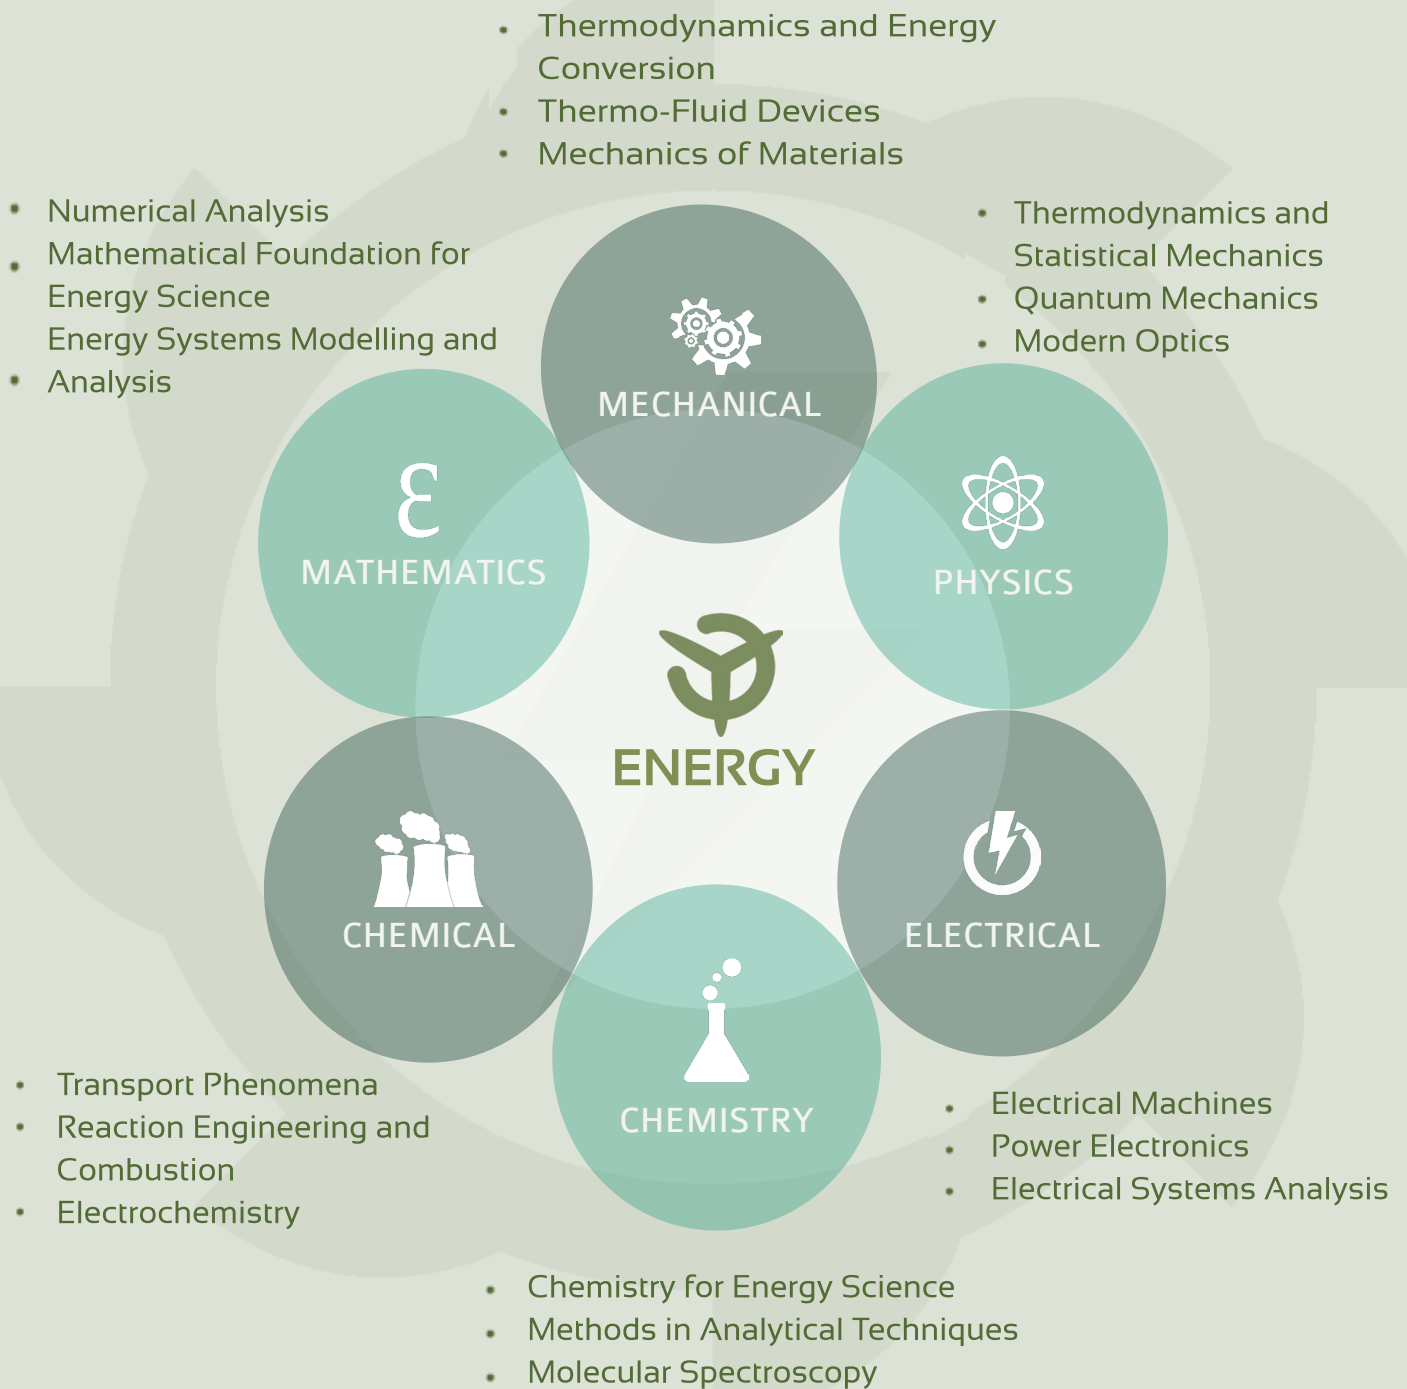 • Thermodynamics and Energy
Conversion
• Thermo-Fluid Devices
• Mechanics of Materials
• Numerical Analysis
• Mathematical Foundation for
Energy Science
Energy Systems Modelling and
• Analysis
• Thermodynamics and
Statistical Mechanics
• Quantum Mechanics
• Modern Optics
MECHANICAL
ε
MATHEMATICS
PHYSICS
ENERGY
CHEMICAL
ELECTRICAL
CHEMISTRY
• Transport Phenomena
• Reaction Engineering and
Combustion
• Electrochemistry
• Electrical Machines
• Power Electronics
• Electrical Systems Analysis
• Chemistry for Energy Science
• Methods in Analytical Techniques
• Molecular Spectroscopy